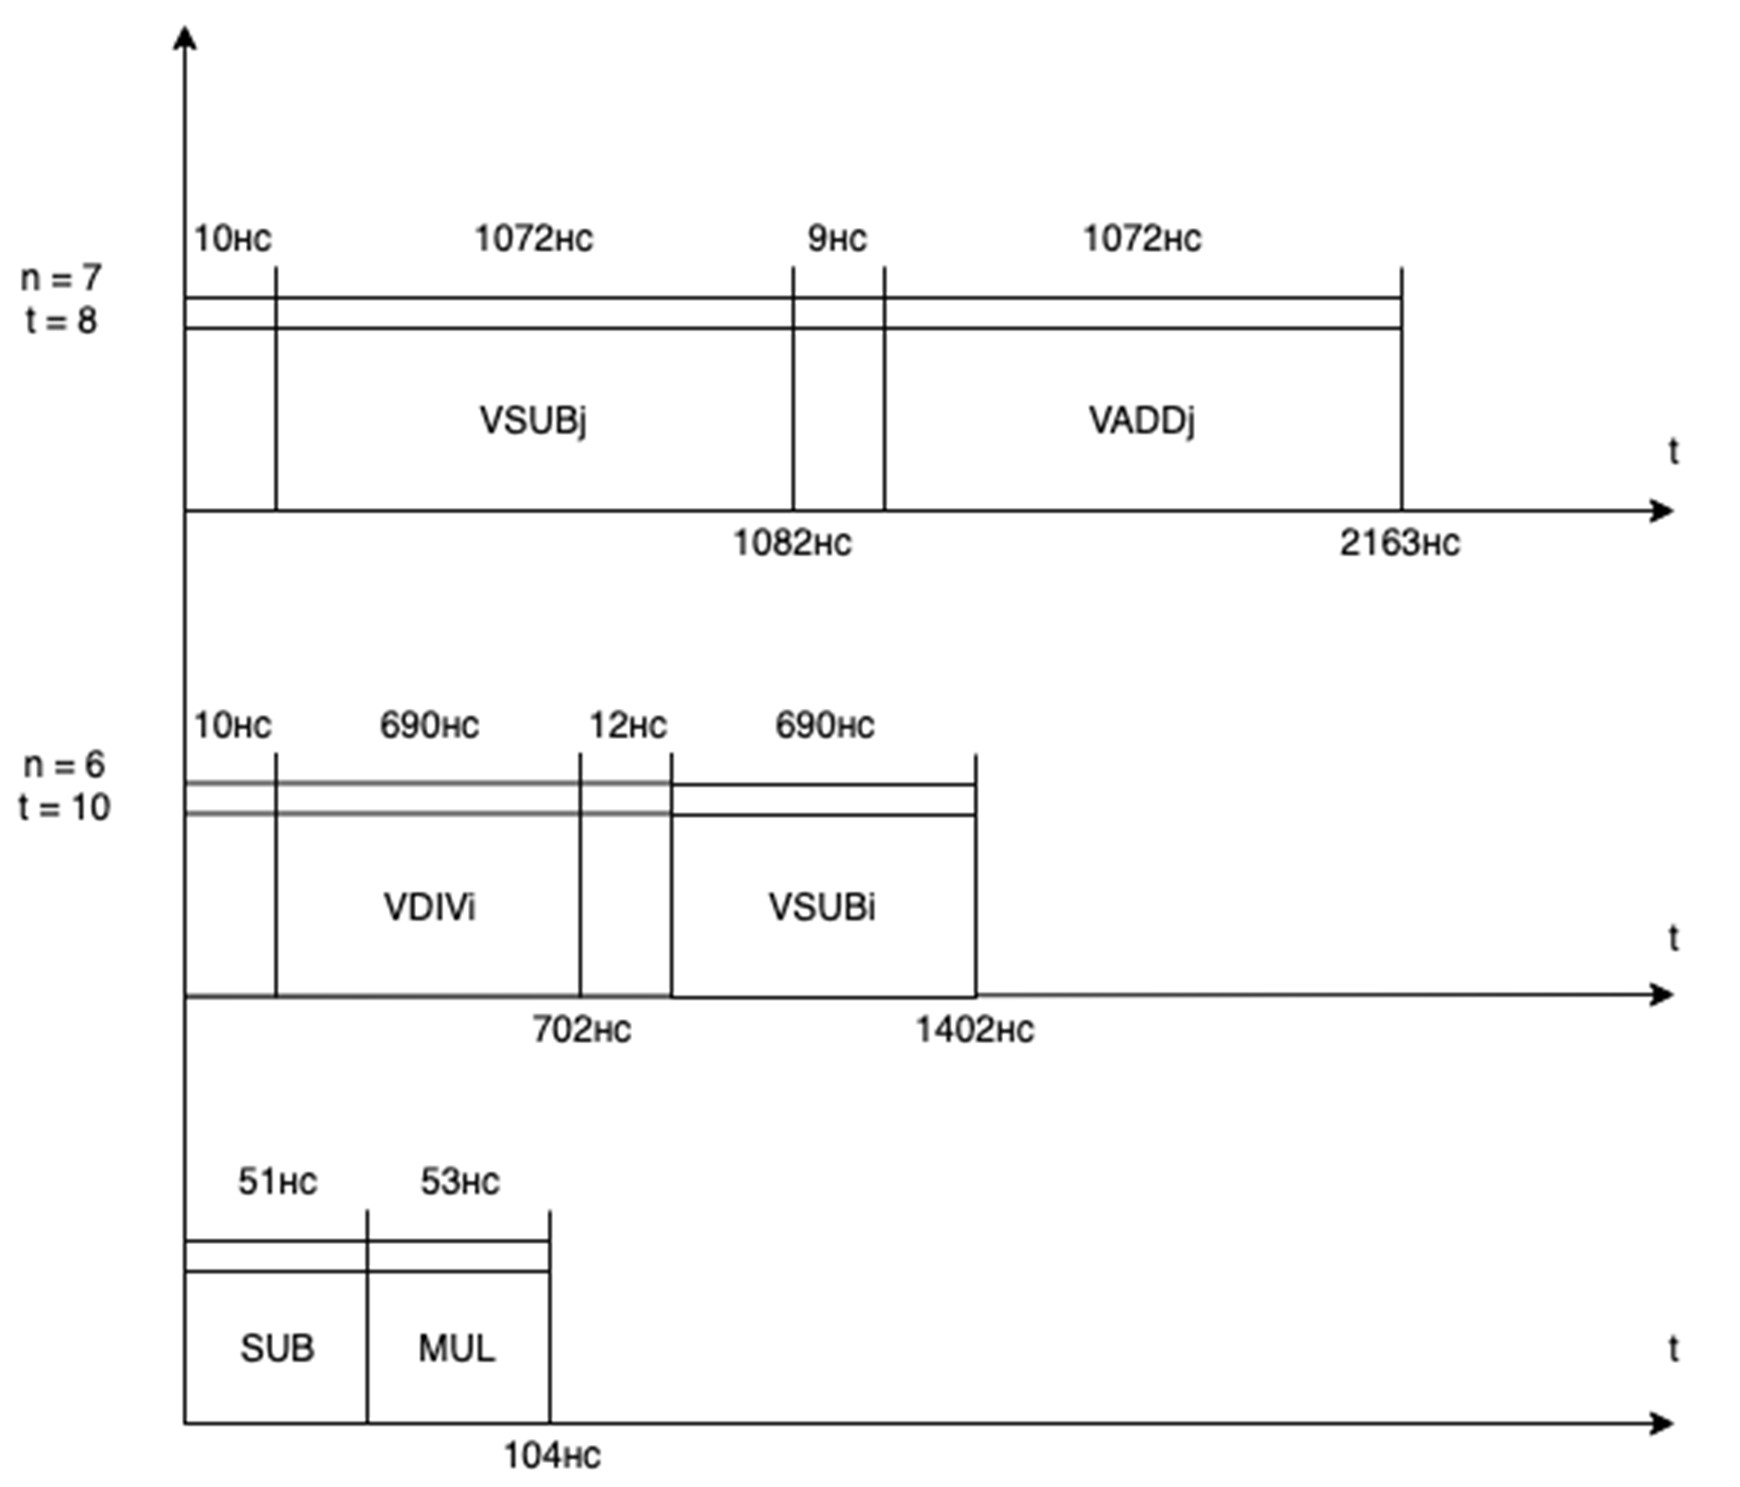 10нс 1072нс 9нс 1072нс
n = 7
t = 8
VSUBj VADDj
t
1082нс 2163нс
10нс 690нс 12нс 690нс
n = 6
t = 10
VDIVi VSUBi
t
702нс 1402нс
51нс 53нс
SUB MUL t
104нс